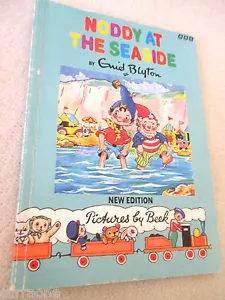 NODDY AT
BBC
THE SEASIDE
BY Enid Blyton
NEW EDITION
Pictures by Beek